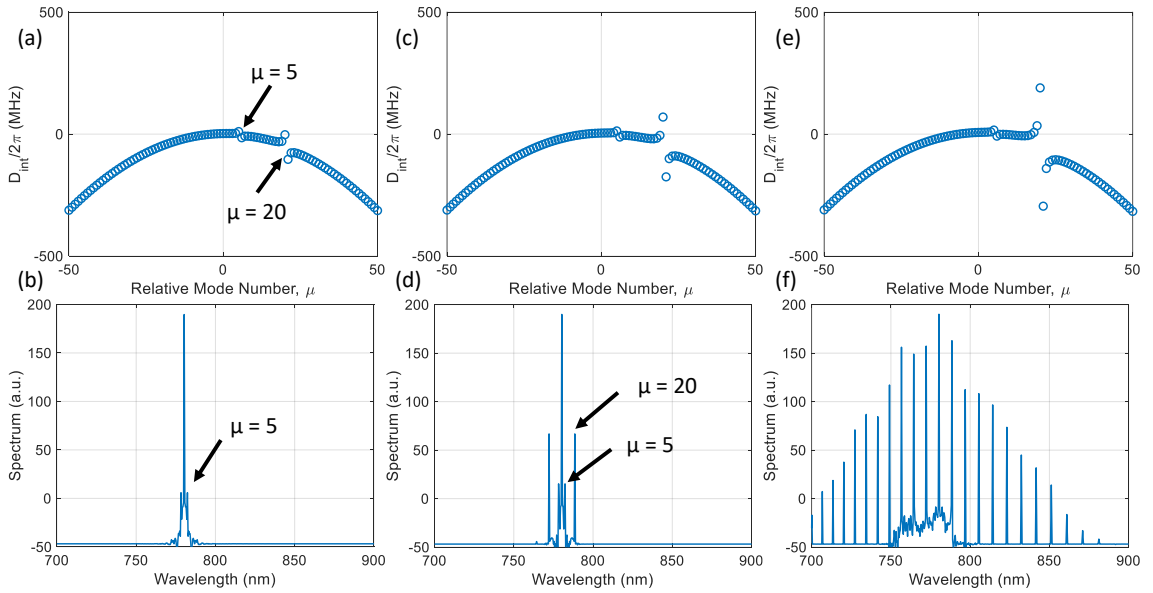 (a)
500
0
-500
D_int/2π (MHz)
μ = 5
μ = 20
-50
0
50
Relative Mode Number, μ
(c)
500
0
-500
D_int/2π (MHz)
-50
0
50
Relative Mode Number, μ
(e)
500
0
-500
D_int/2π (MHz)
-50
0
50
Relative Mode Number, μ
(b)
200
150
100
50
0
-50
Spectrum (a.u.)
μ = 5
700
750
800
850
900
Wavelength (nm)
(d)
200
150
100
50
0
-50
Spectrum (a.u.)
μ = 20
μ = 5
700
750
800
850
900
Wavelength (nm)
(f)
200
150
100
50
0
-50
Spectrum (a.u.)
700
750
800
850
900
Wavelength (nm)